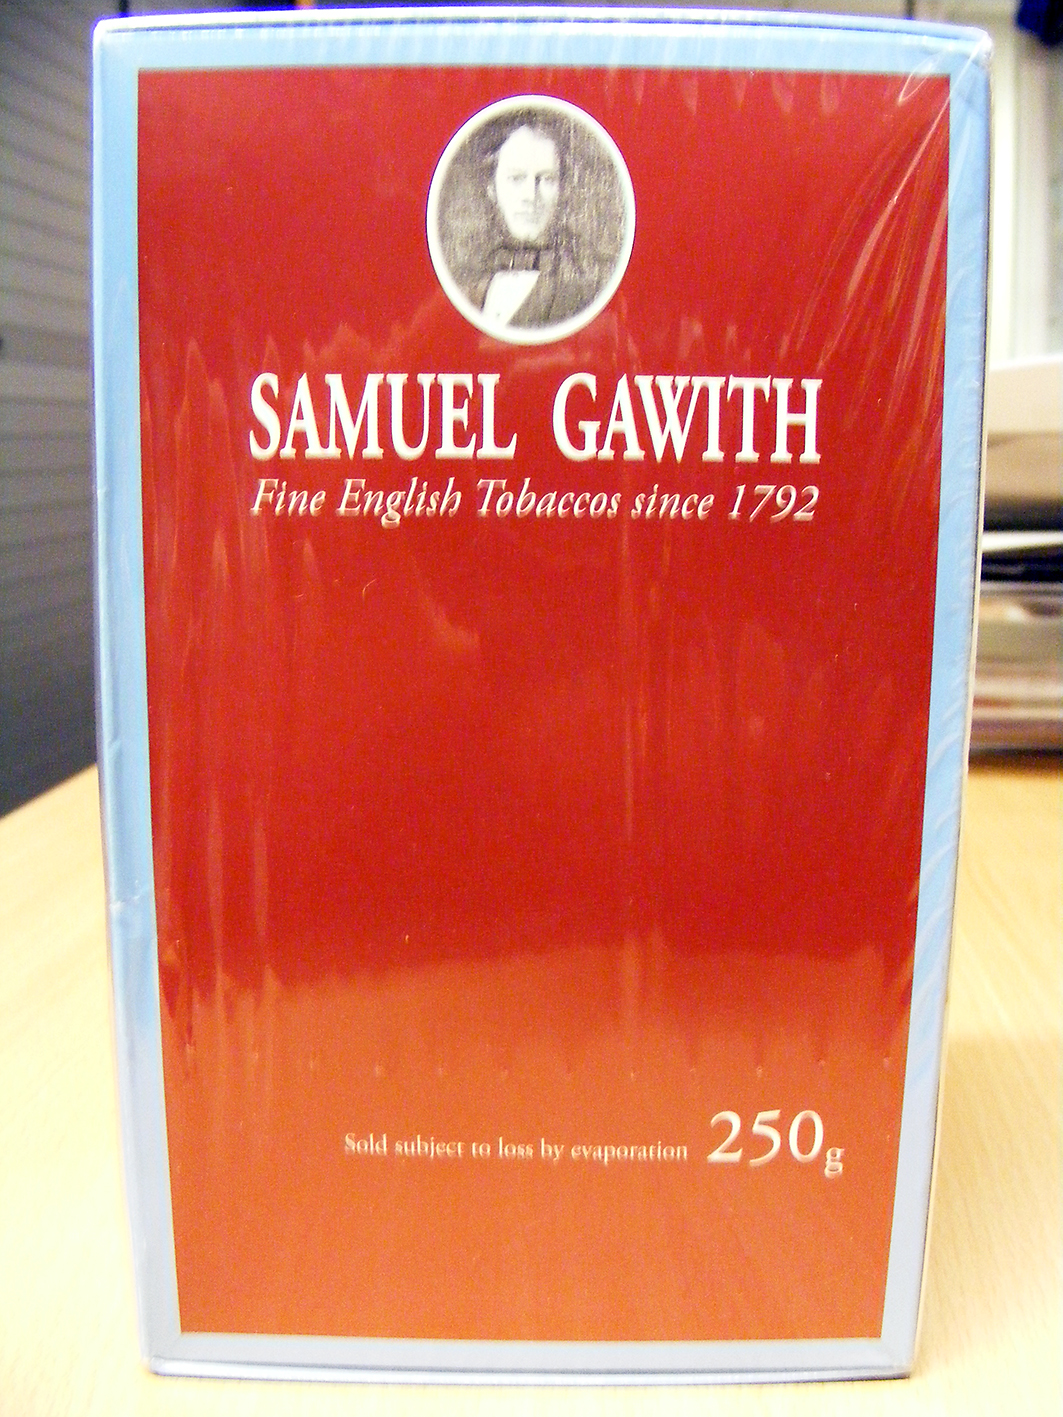 SAMUEL GAWITH
Fine English Tobaccos since 1792
Sold subject to loss by evaporation 250g